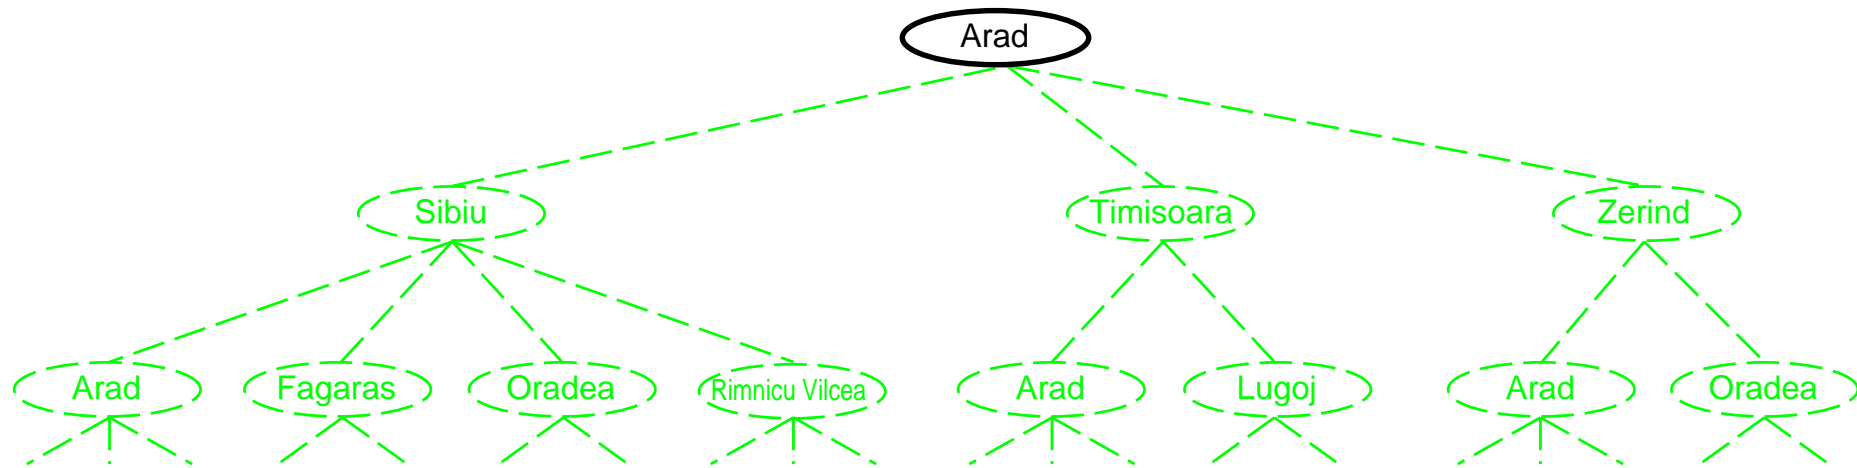 Arad
Sibiu
Timisoara
Zerind
Arad
Fagaras
Oradea
Rimnicu Vilcea
Arad
Lugoj
Arad
Oradea